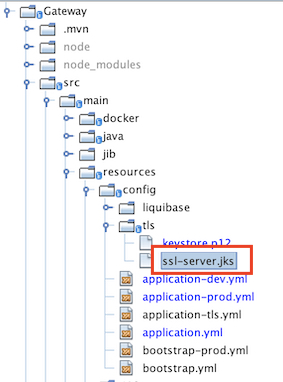 Gateway
.mvn
node
node_modules
src
main
docker
java
jib
resources
config
liquibase
tls
keystore.p12
ssl-server.jks
application-dev.yml
application-prod.yml
application-tls.yml
application.yml
bootstrap-prod.yml
bootstrap.yml